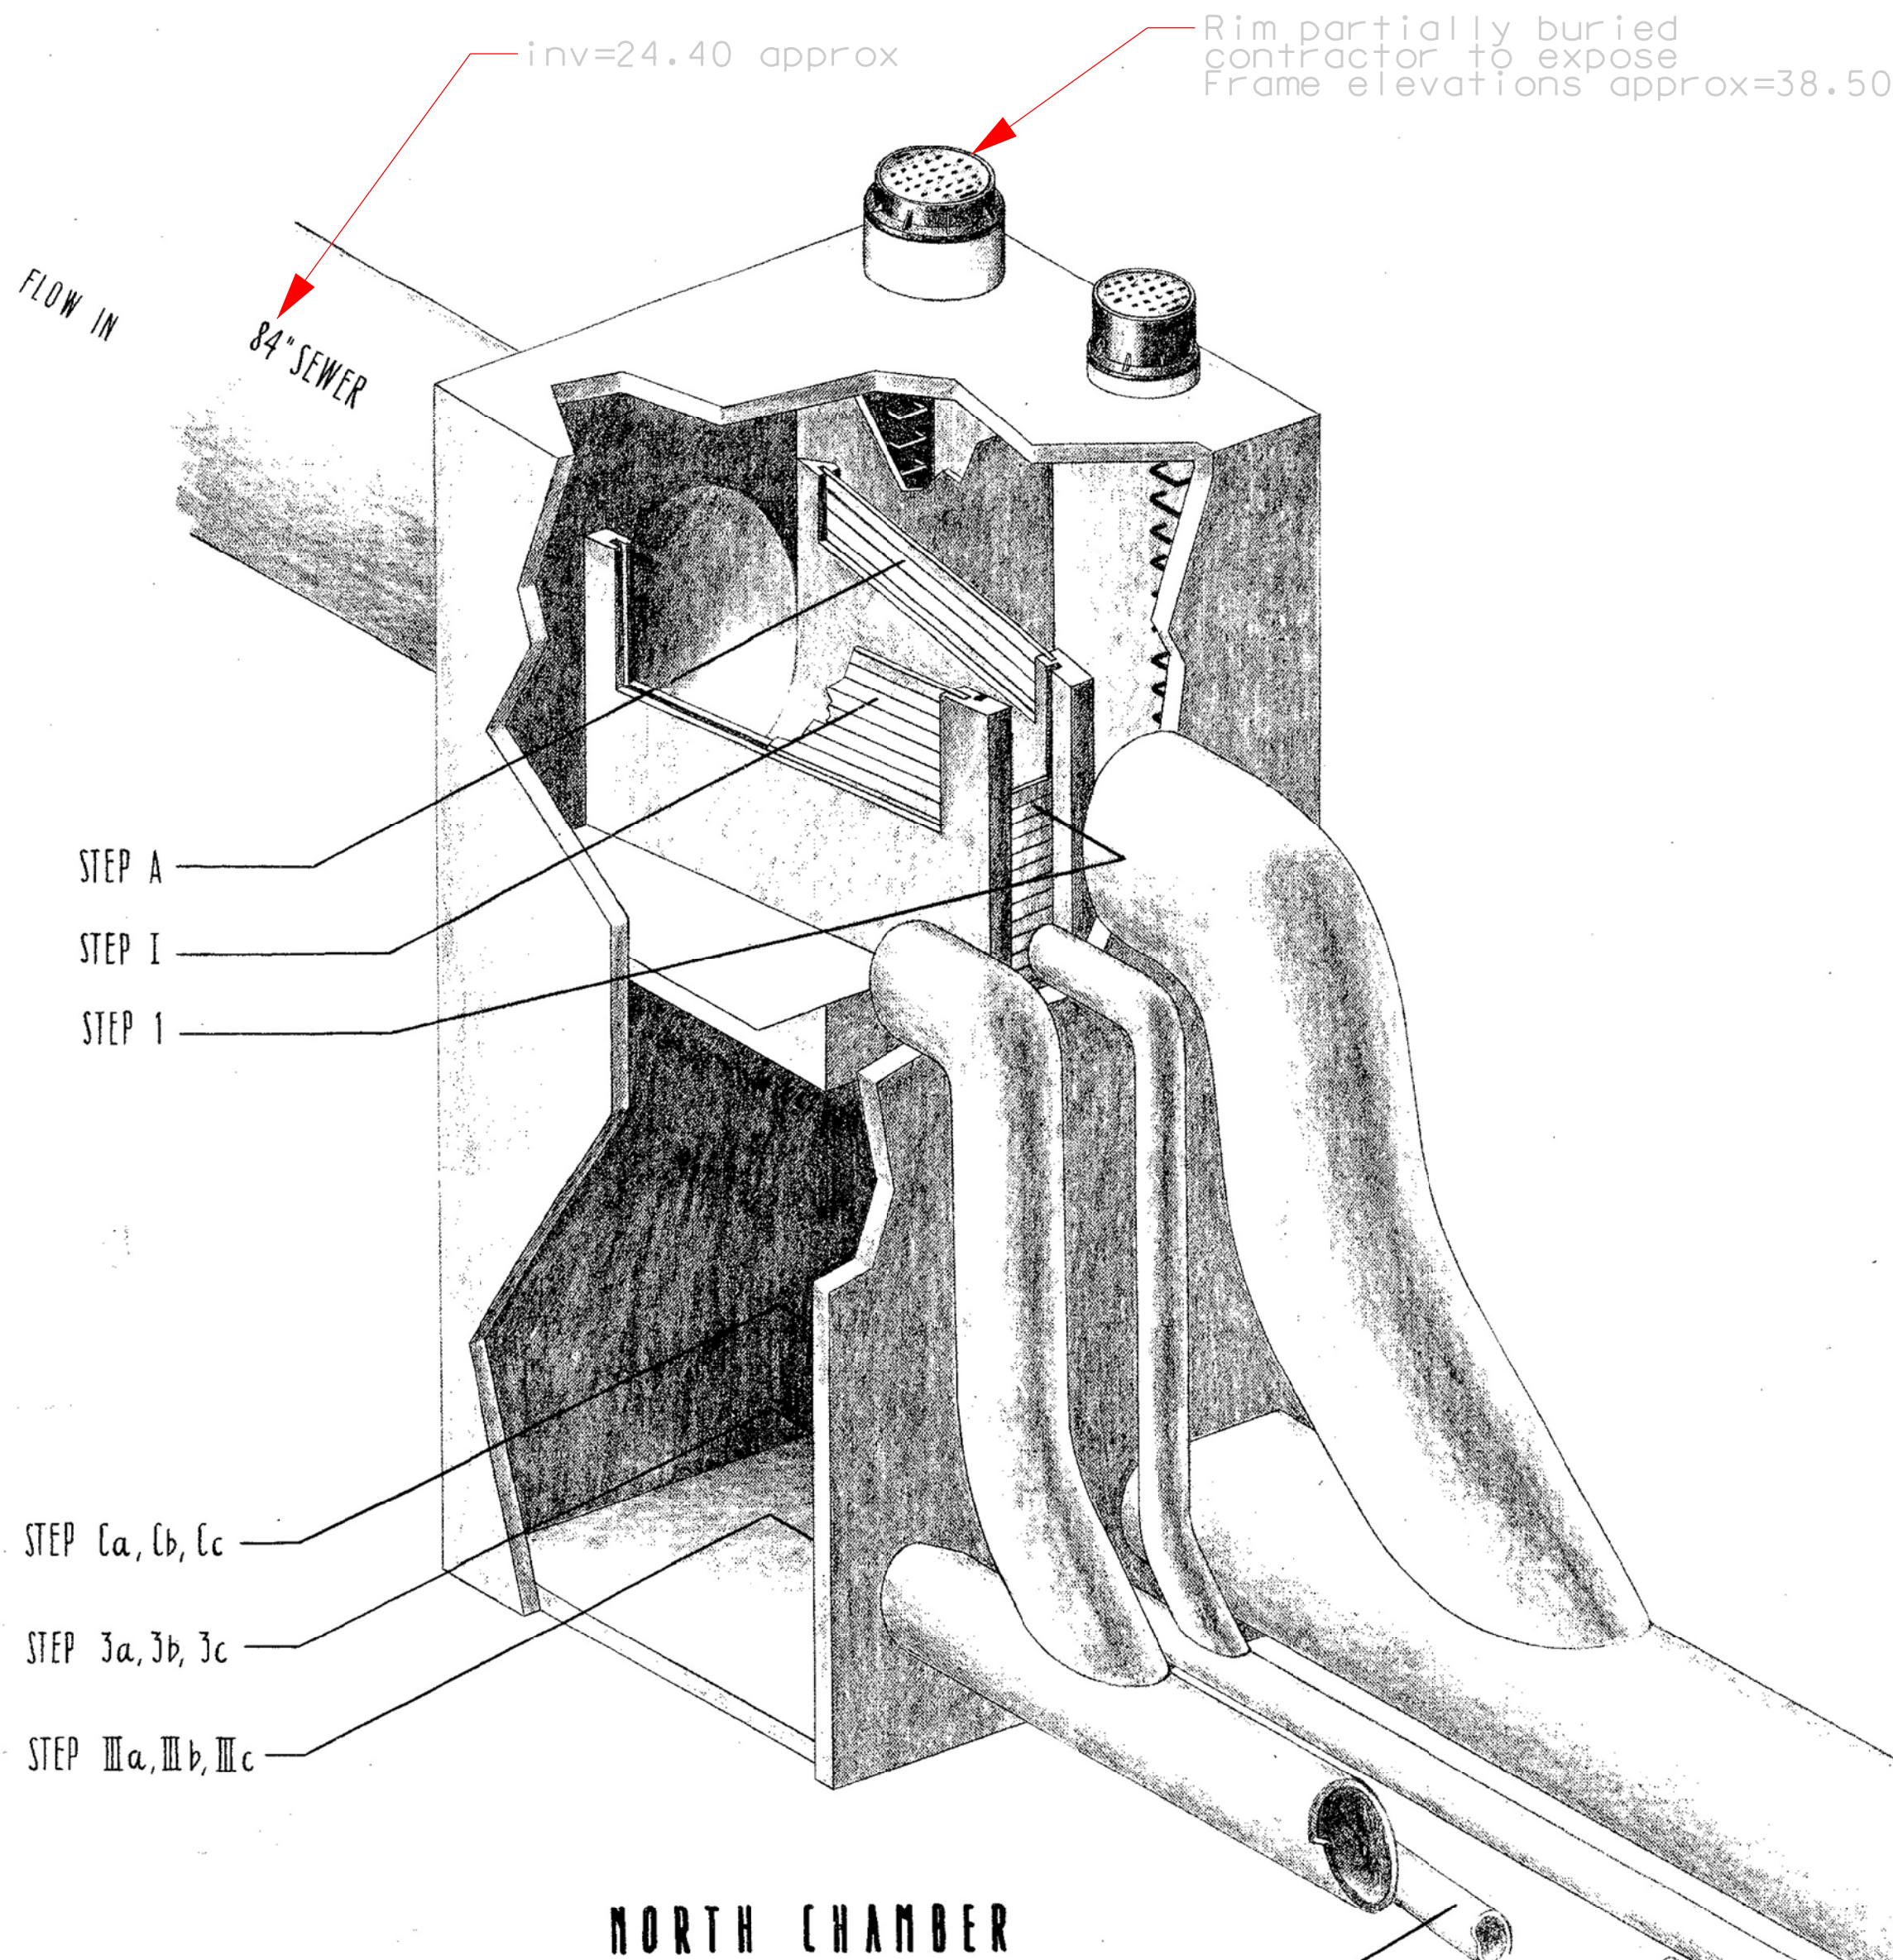 inv=24.40 approx
Rim partially buried
contractor to expose
Frame elevations approx=38.50
FLOW IN
84" SEWER
STEP A
STEP I
STEP 1
STEP Ca, Cb, Cc
STEP 3a, 3b, 3c
STEP IIIa, IIIb, IIIc
NORTH CHAMBER